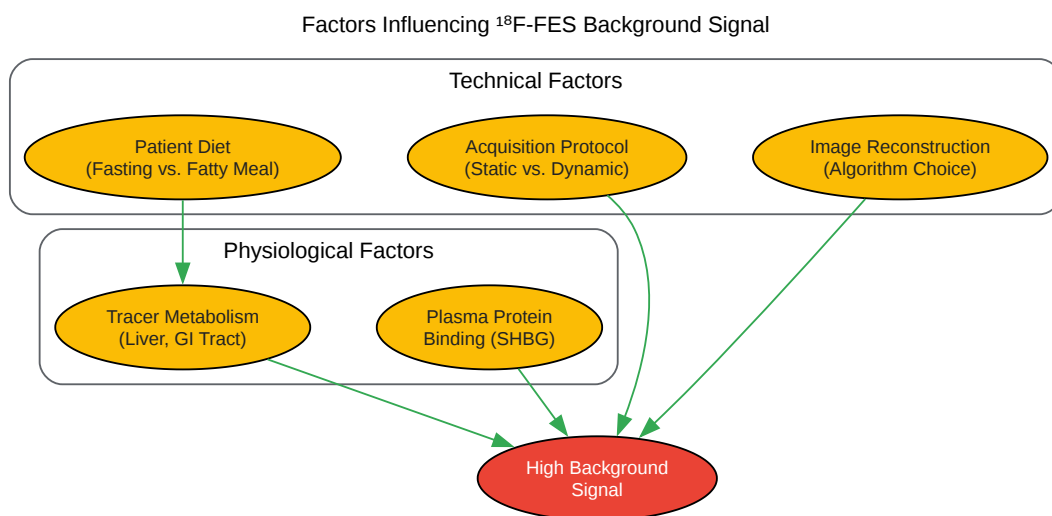 Factors Influencing ¹⁸F-FES Background Signal
Technical Factors
Patient Diet
(Fasting vs. Fatty Meal)
Acquisition Protocol
(Static vs. Dynamic)
Image Reconstruction
(Algorithm Choice)
Physiological Factors
Tracer Metabolism
(Liver, GI Tract)
Plasma Protein
Binding (SHBG)
High Background
Signal